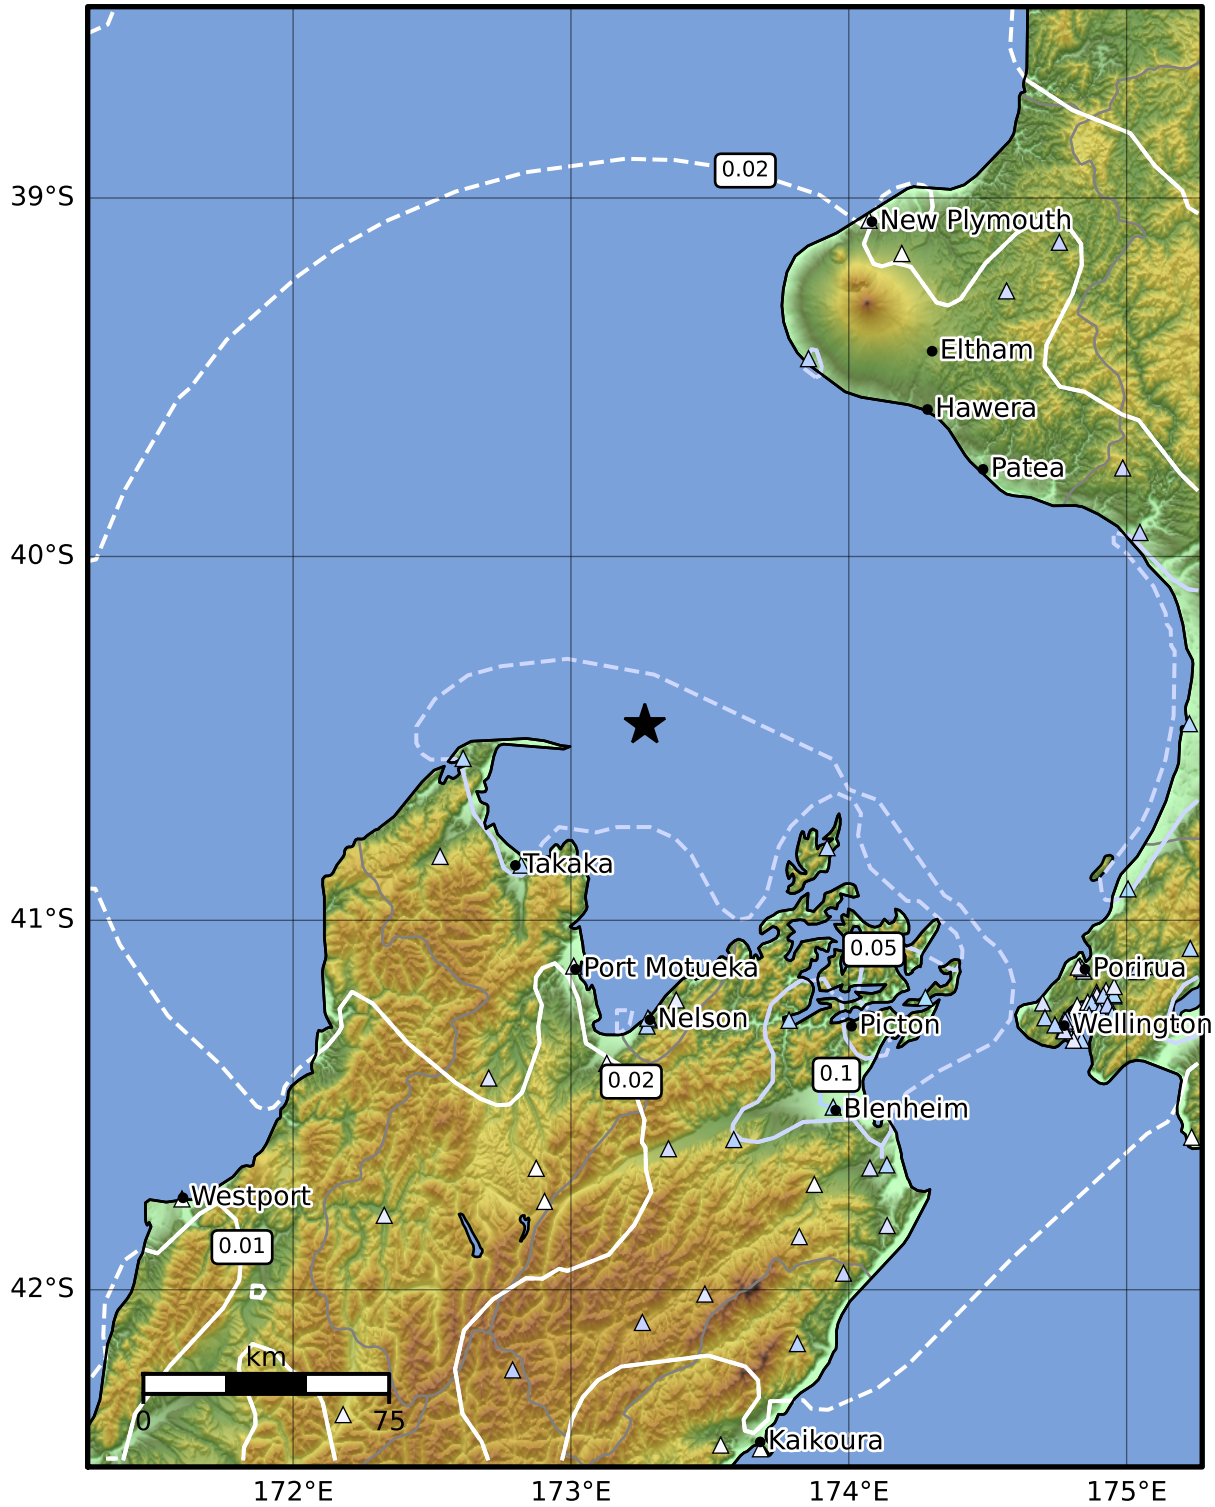 0.02
39°S
New Plymouth
Eltham
Hawera
Patea
40°S
Takaka
41°S
0.05
Port Motueka
Porirua
Nelson
Picton
Wellington
0.02
0.1
Blenheim
Westport
0.01
42°S
km
0
75
Kaikoura
172°E
173°E
174°E
175°E